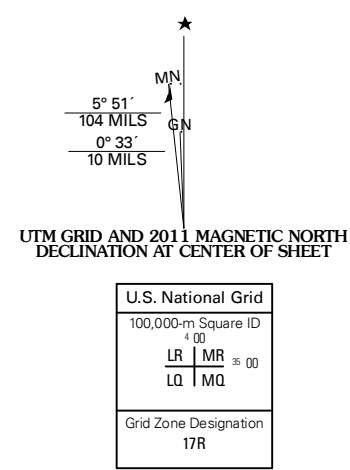 ★
M.N.
5° 51´
104 MILS
GN
0° 33´
10 MILS
UTM GRID AND 2011 MAGNETIC NORTH
DECLINATION AT CENTER OF SHEET
U.S. National Grid
100,000-m Square ID
4 00
LR MR 35 00
LQ MQ
Grid Zone Designation
17R